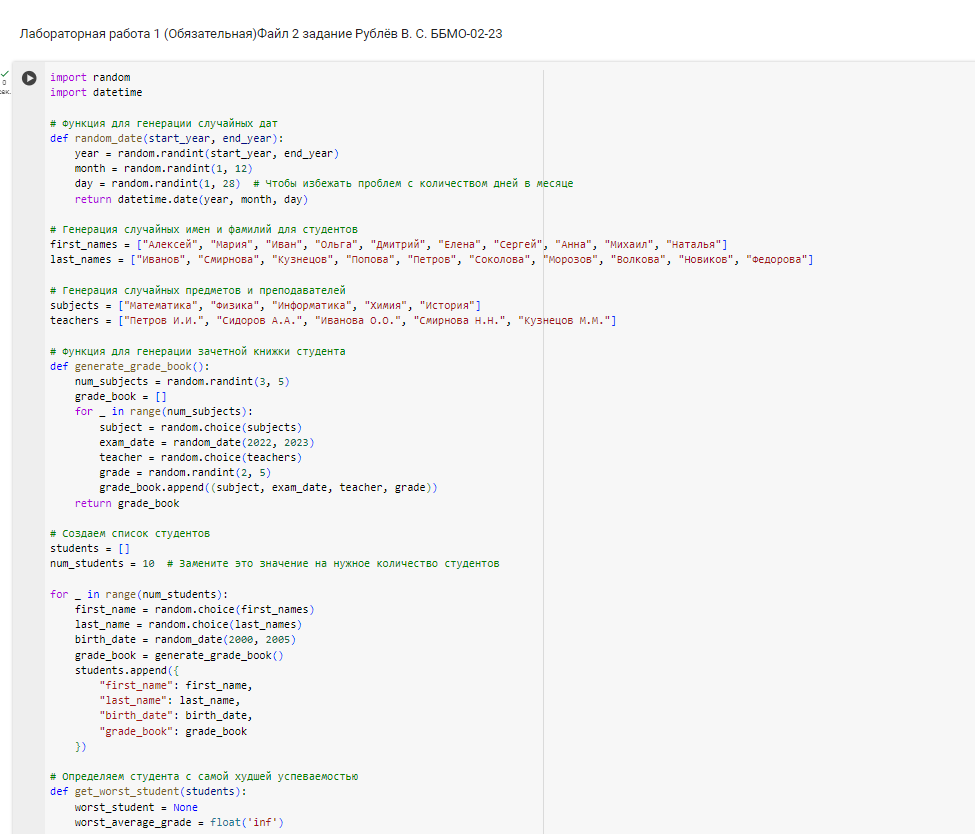 Лабораторная работа 1 (Обязательная)Файл 2 задание Рублёв В. С. ББМО-02-23
import random
import datetime
# Функция для генерации случайных дат
def random_date(start_year, end_year):
    year = random.randint(start_year, end_year)
    month = random.randint(1, 12)
    day = random.randint(1, 28)  # Чтобы избежать проблем с количеством дней в месяце
    return datetime.date(year, month, day)
# Генерация случайных имен и фамилий для студентов
first_names = ["Алексей", "Мария", "Иван", "Ольга", "Дмитрий", "Елена", "Сергей", "Анна", "Михаил", "Наталья"]
last_names = ["Иванов", "Смирнова", "Кузнецов", "Попова", "Петров", "Соколова", "Морозов", "Волкова", "Новиков", "Федорова"]
# Генерация случайных предметов и преподавателей
subjects = ["Математика", "Физика", "Информатика", "Химия", "История"]
teachers = ["Петров И.И.", "Сидоров А.А.", "Иванова О.О.", "Смирнова Н.Н.", "Кузнецов М.М."]
# Функция для генерации зачетной книжки студента
def generate_grade_book():
    num_subjects = random.randint(3, 5)
    grade_book = []
    for _ in range(num_subjects):
        subject = random.choice(subjects)
        exam_date = random_date(2022, 2023)
        teacher = random.choice(teachers)
        grade = random.randint(2, 5)
        grade_book.append((subject, exam_date, teacher, grade))
    return grade_book
# Создаем список студентов
students = []
num_students = 10  # Замените это значение на нужное количество студентов
for _ in range(num_students):
    first_name = random.choice(first_names)
    last_name = random.choice(last_names)
    birth_date = random_date(2000, 2005)
    grade_book = generate_grade_book()
    students.append({
        "first_name": first_name,
        "last_name": last_name,
        "birth_date": birth_date,
        "grade_book": grade_book
    })
# Определяем студента с самой худшей успеваемостью
def get_worst_student(students):
    worst_student = None
    worst_average_grade = float('inf')